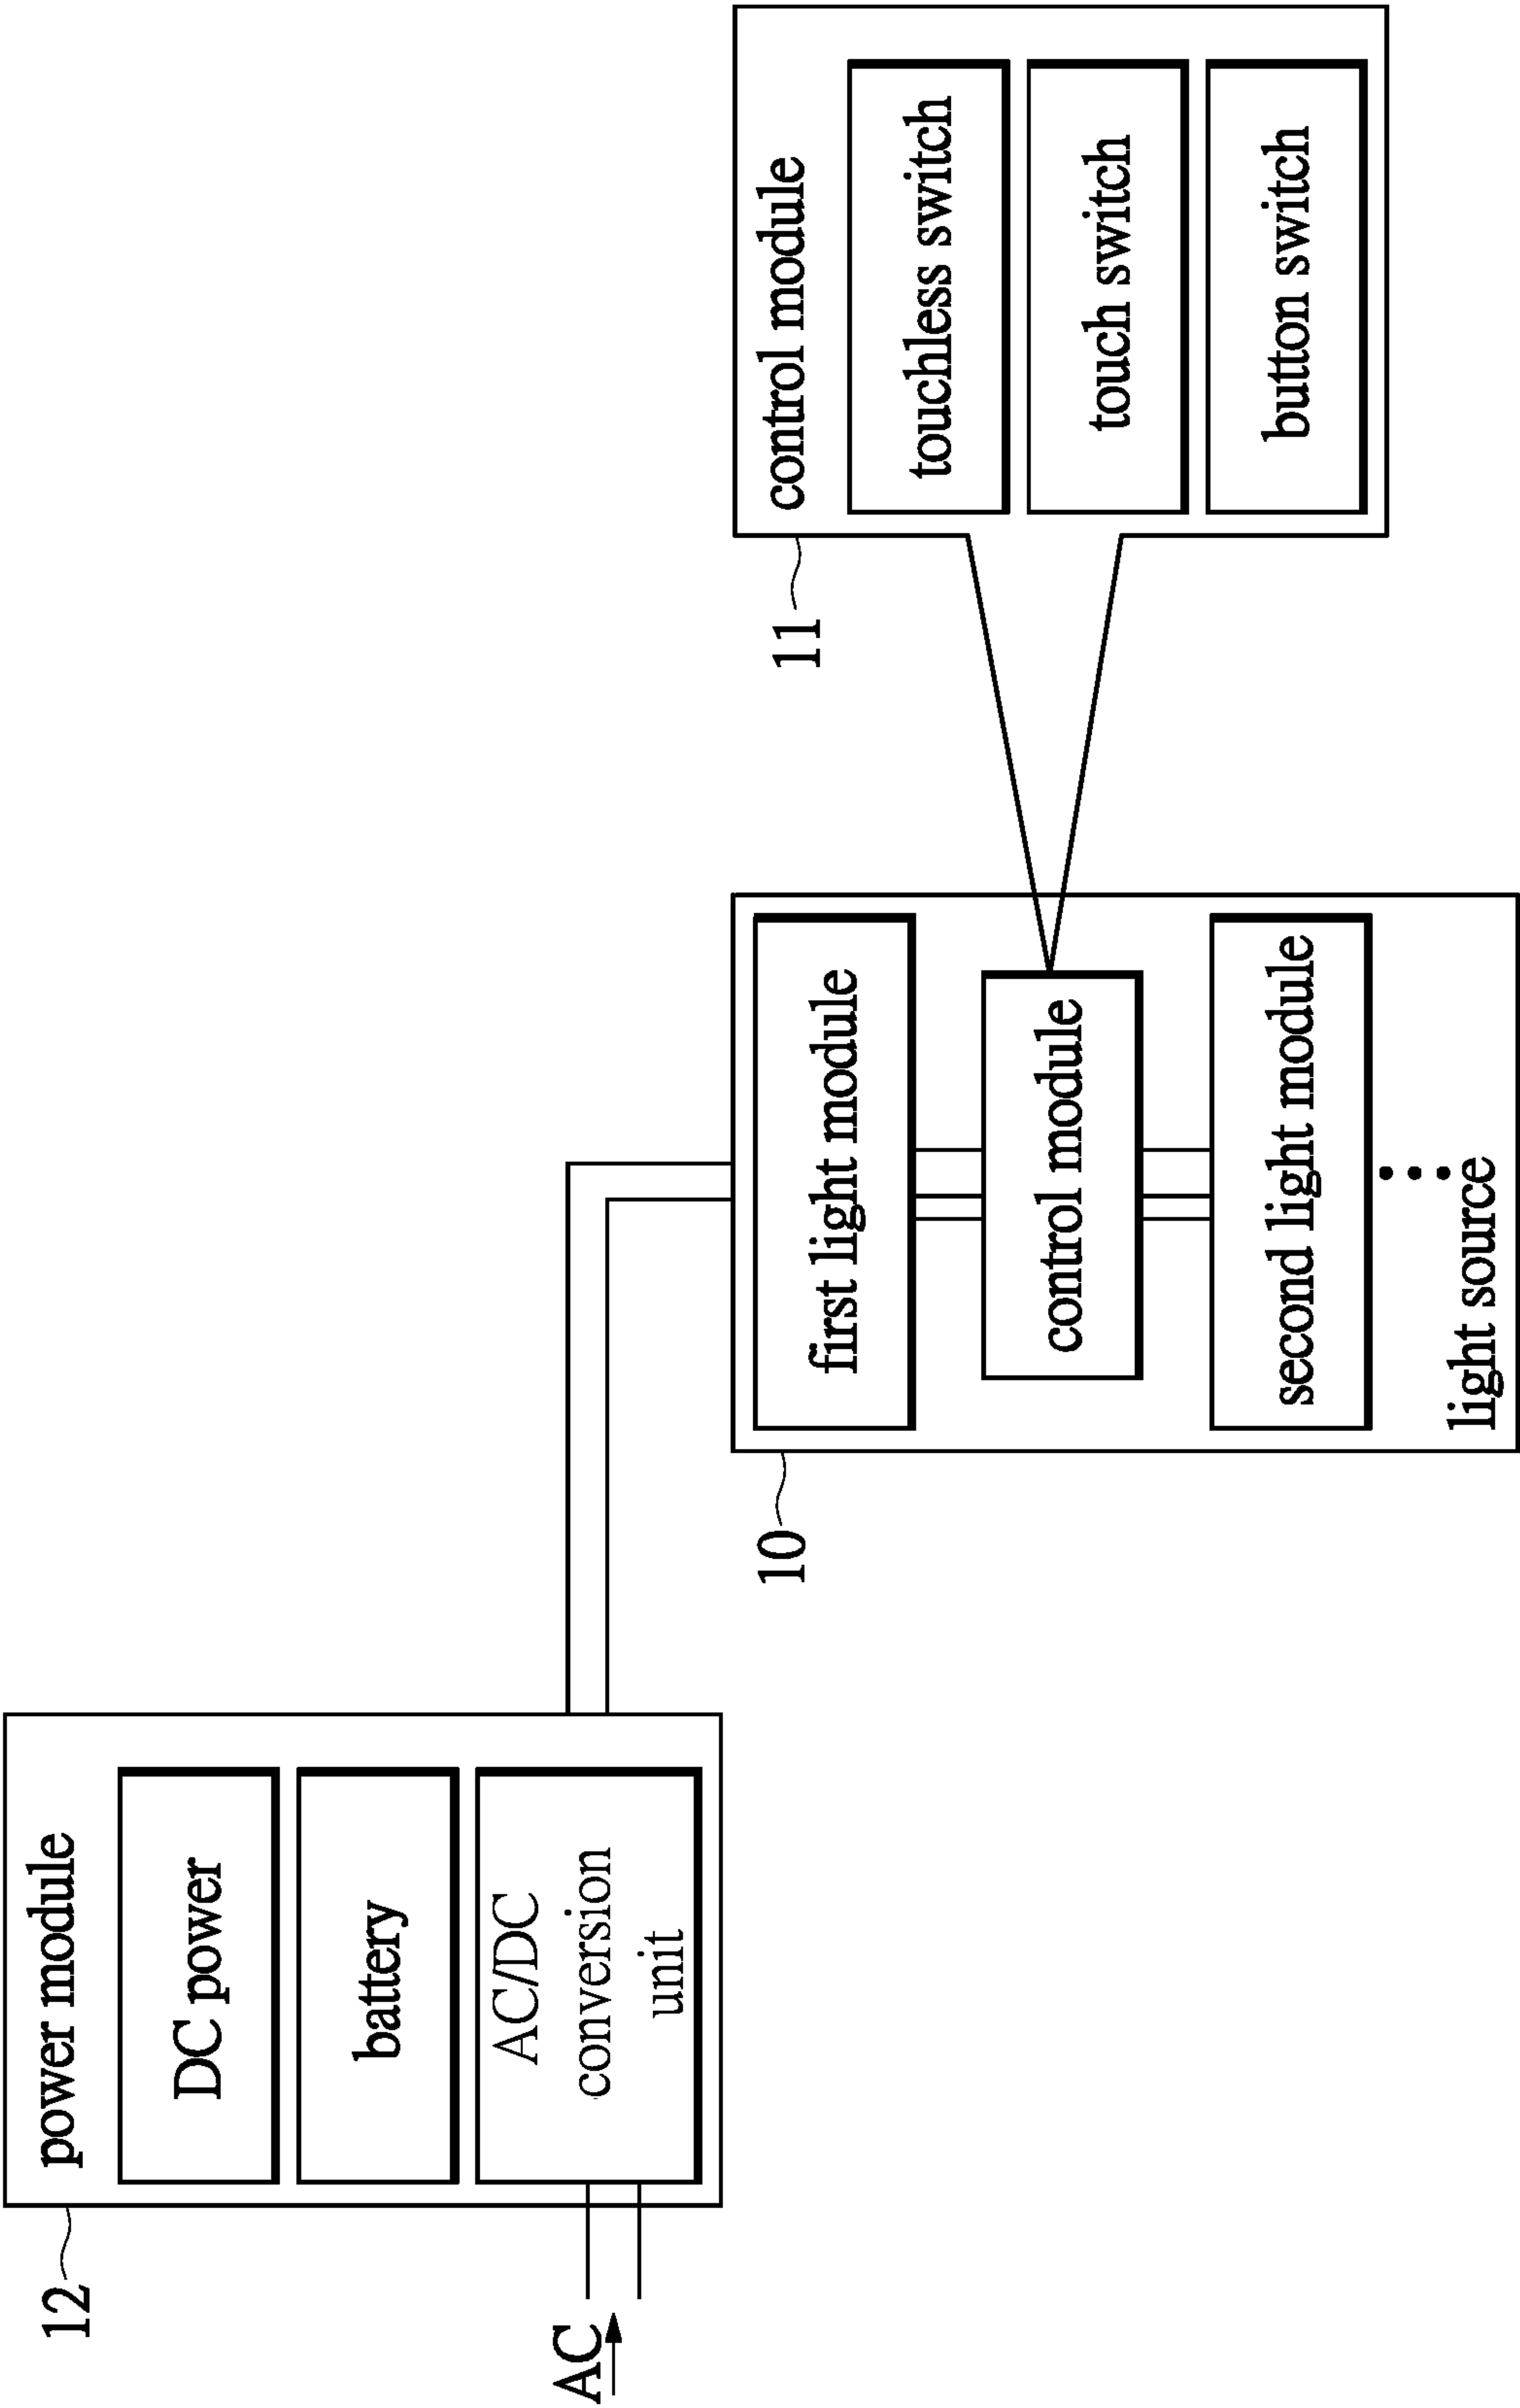 12
power module
DC power
battery
AC/DC
conversion
unit
AC
10
first light module
control module
second light module
light source
11
control module
touchless switch
touch switch
button switch